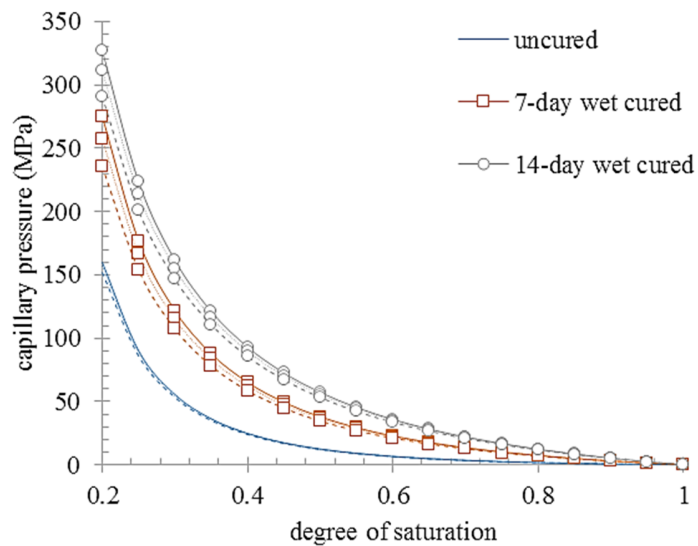 350
300
250
200
150
100
50
0
capillary pressure (MPa)
uncured
7-day wet cured
14-day wet cured
0.2 0.4 0.6 0.8 1
degree of saturation